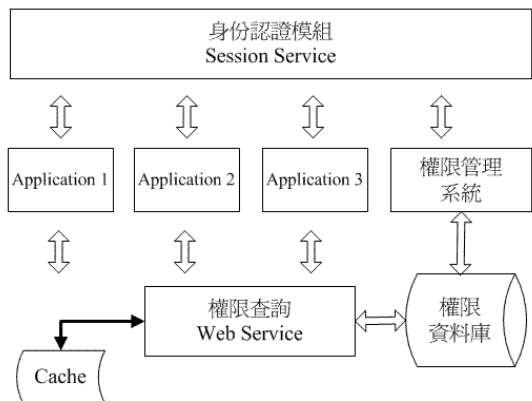 身份認證模組
Session Service
Application 1
Application 2
Application 3
權限管理
系統
權限查詢
Web Service
權限
資料庫
Cache